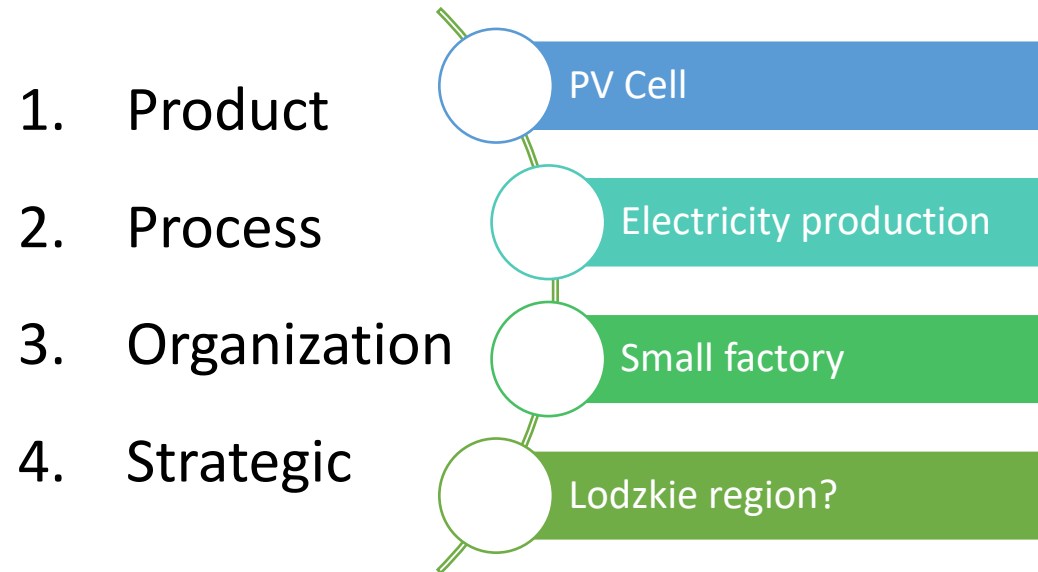 1. Product
2. Process
3. Organization
4. Strategic
PV Cell
Electricity production
Small factory
Lodzkie region?